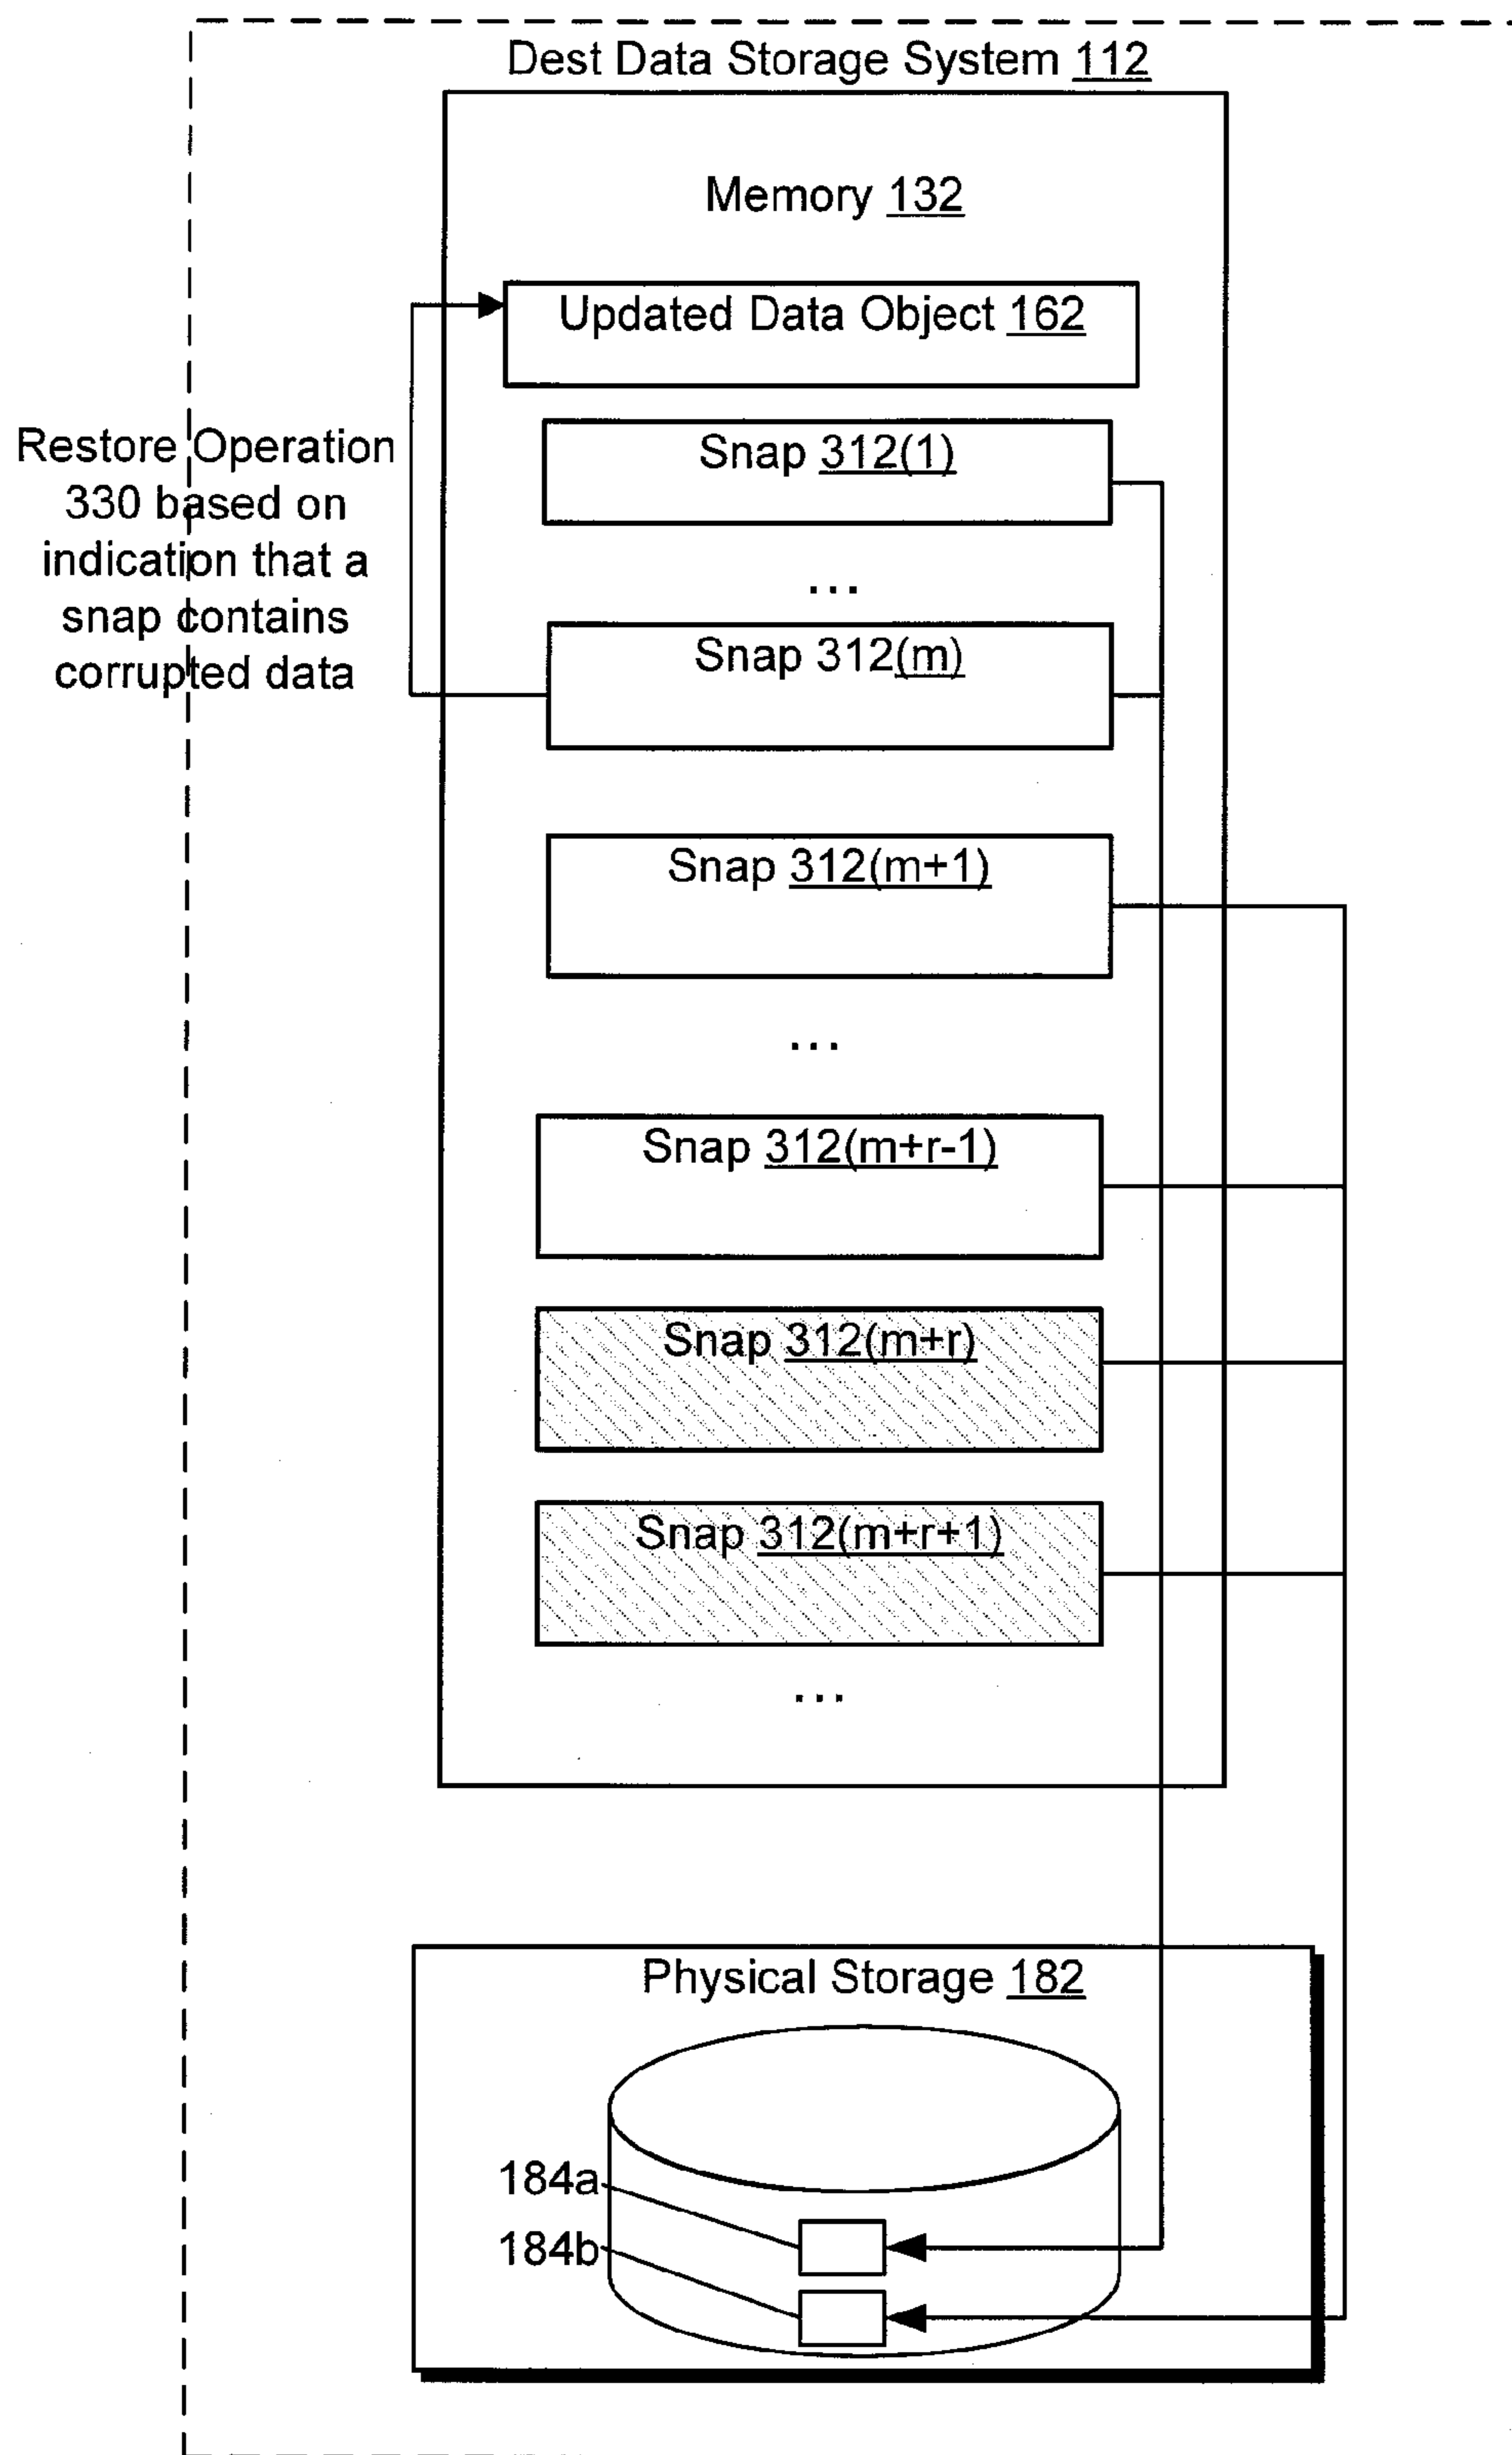 Dest Data Storage System 112
Memory 132
Updated Data Object 162
Restore Operation
330 based on
indication that a
snap contains
corrupted data
Snap 312(1)
...
Snap 312(m)
Snap 312(m+1)
...
Snap 312(m+r-1)
Snap 312(m+r)
Snap 312(m+r+1)
...
Physical Storage 182
184a
184b